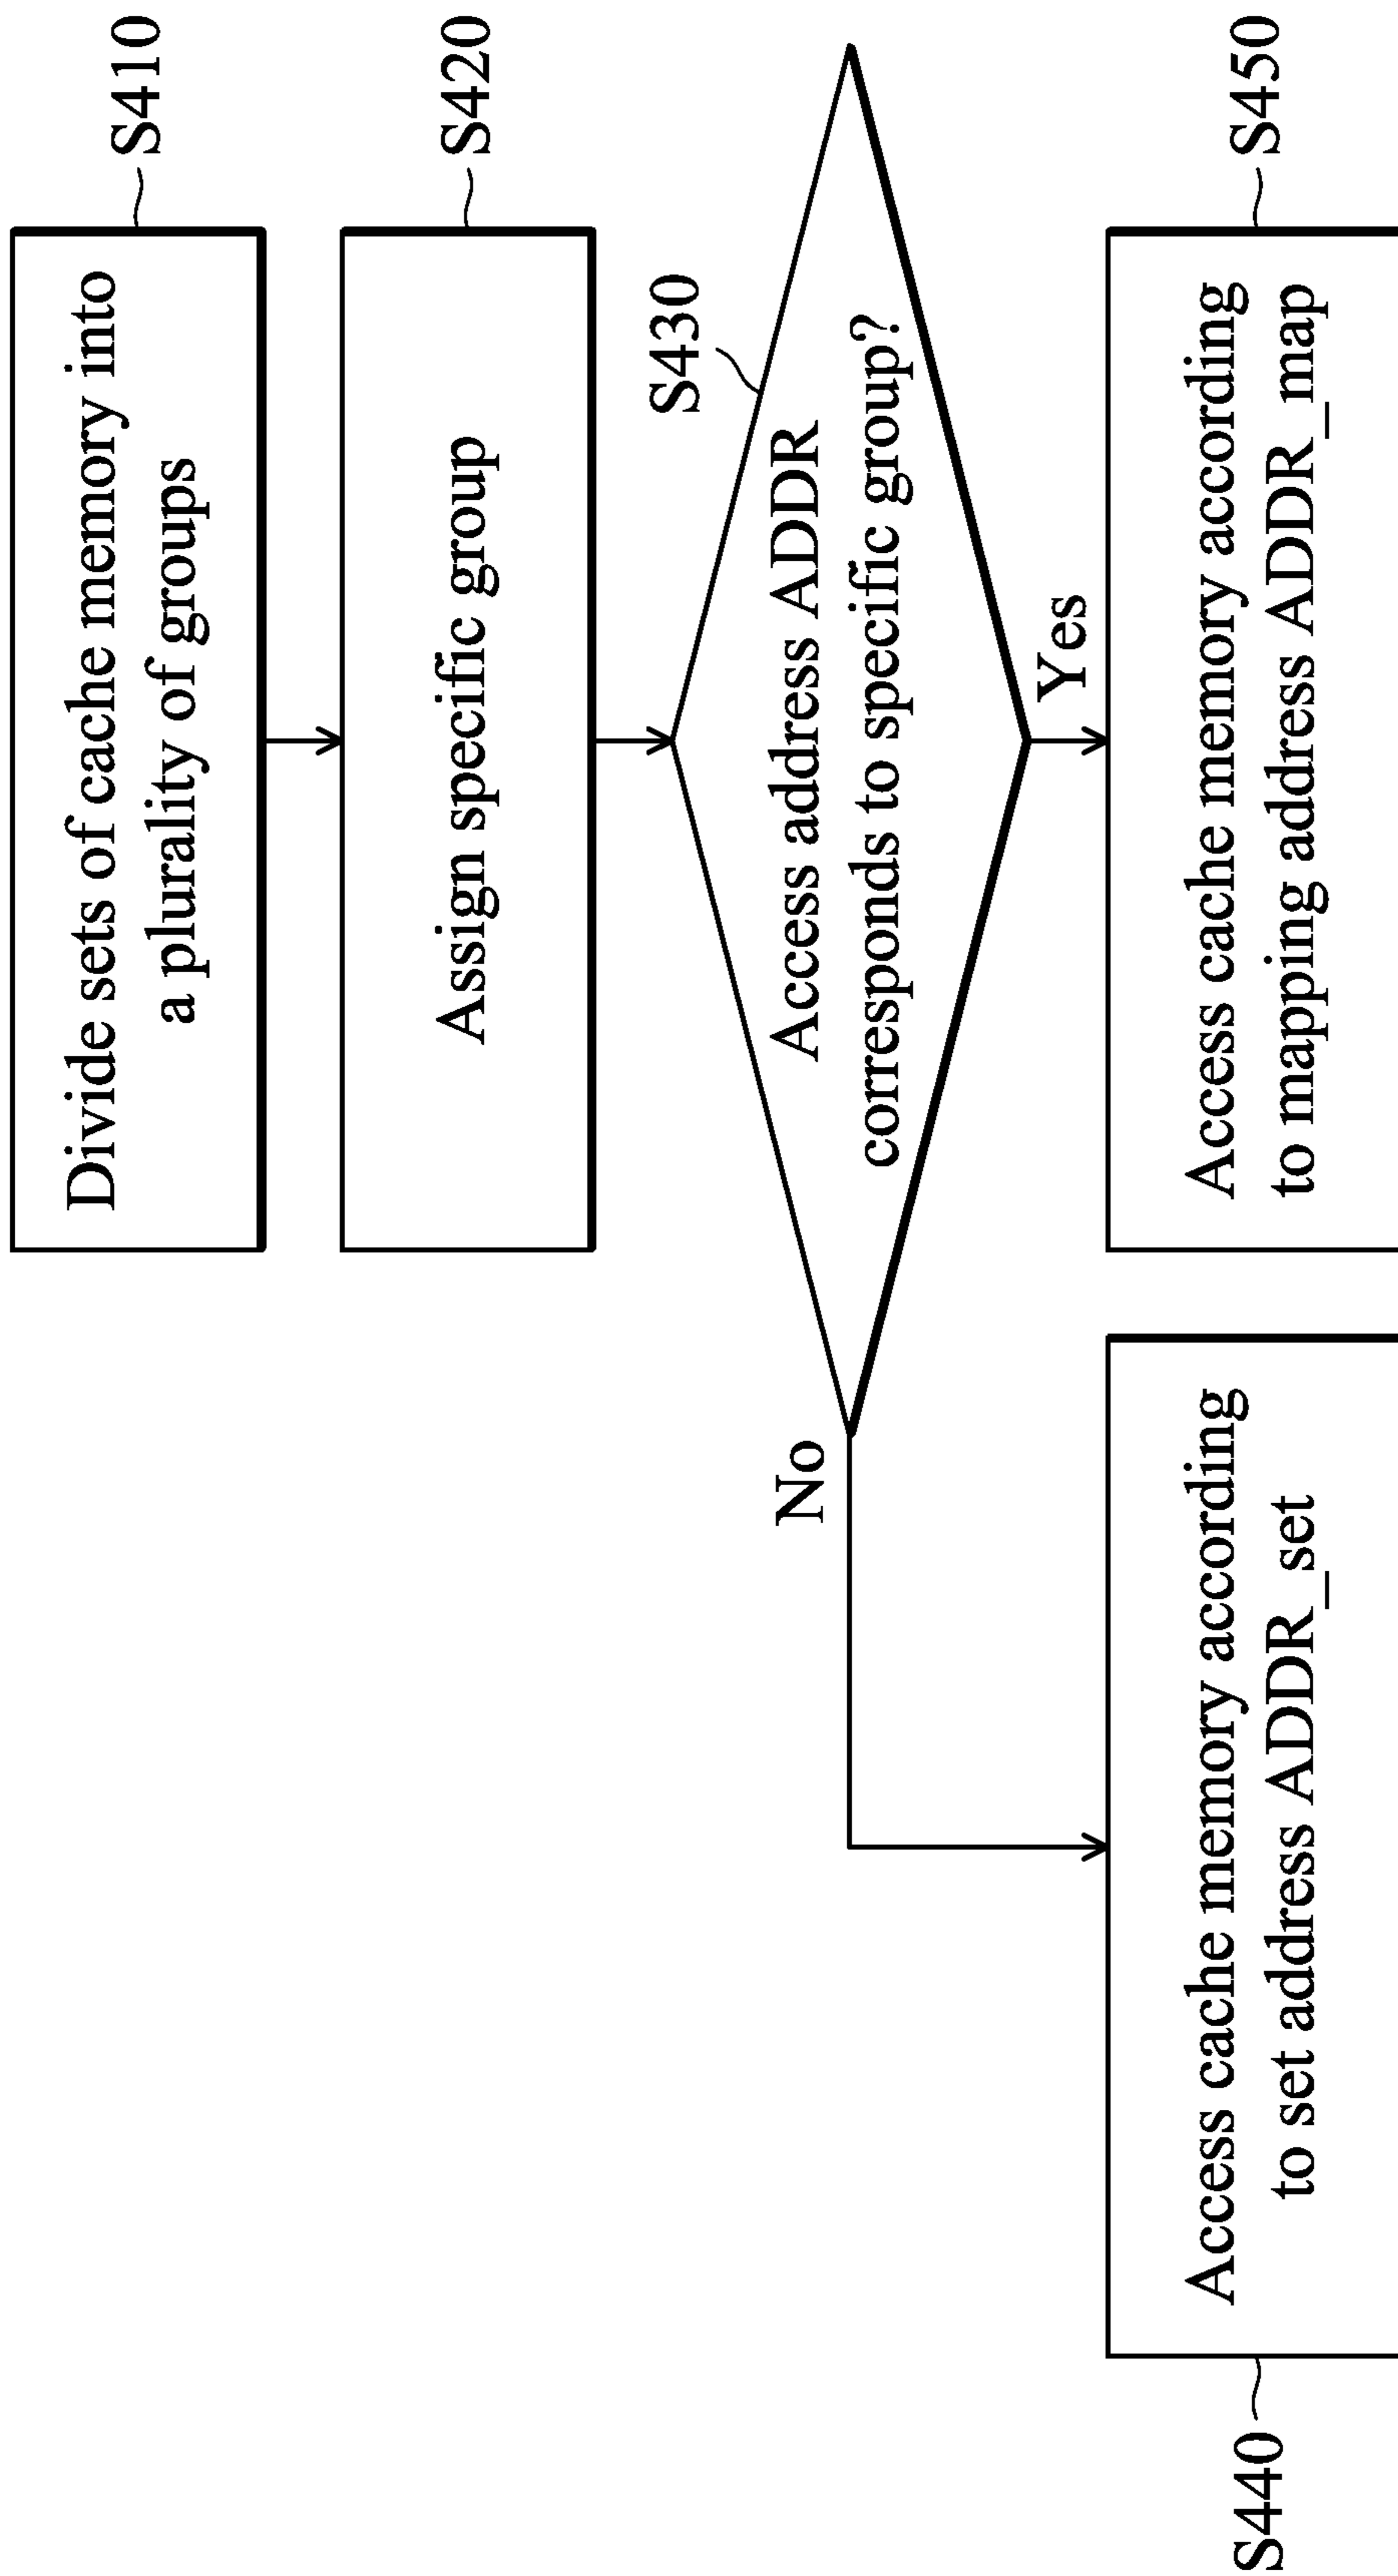 Divide sets of cache memory into
a plurality of groups
S410
Assign specific group
S420
S430
Access address ADDR
corresponds to specific group?
No
Yes
Access cache memory according
to set address ADDR_set
S440
Access cache memory according
to mapping address ADDR_map
S450